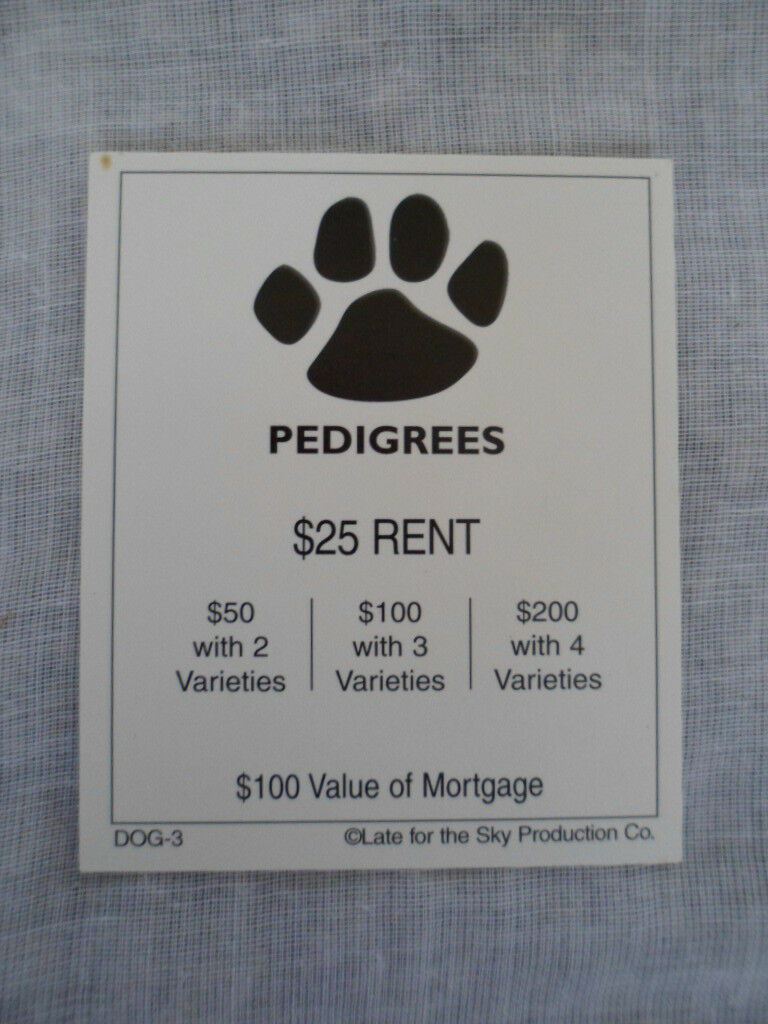 PEDIGREES
$25 RENT
$50
with 2
Varieties
$100
with 3
Varieties
$200
with 4
Varieties
$100 Value of Mortgage
DOG-3
©Late for the Sky Production Co.